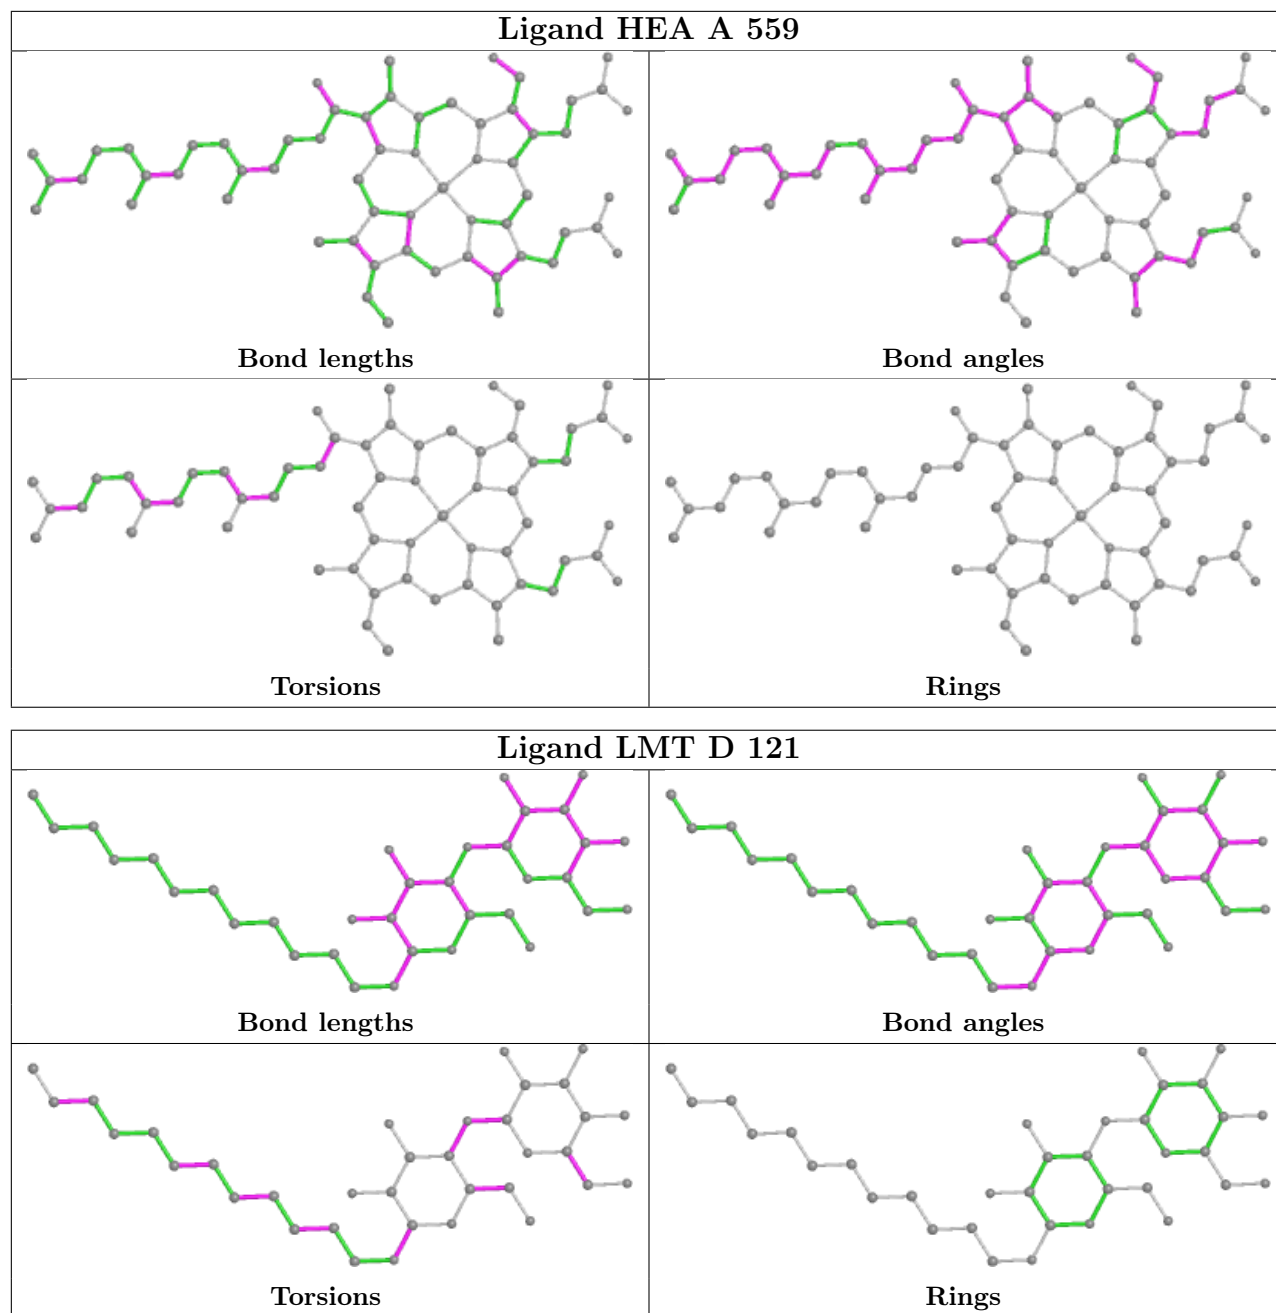 Ligand HEA A 559
Bond lengths
Bond angles
Torsions
Rings
Ligand LMT D 121
Bond lengths
Bond angles
Torsions
Rings